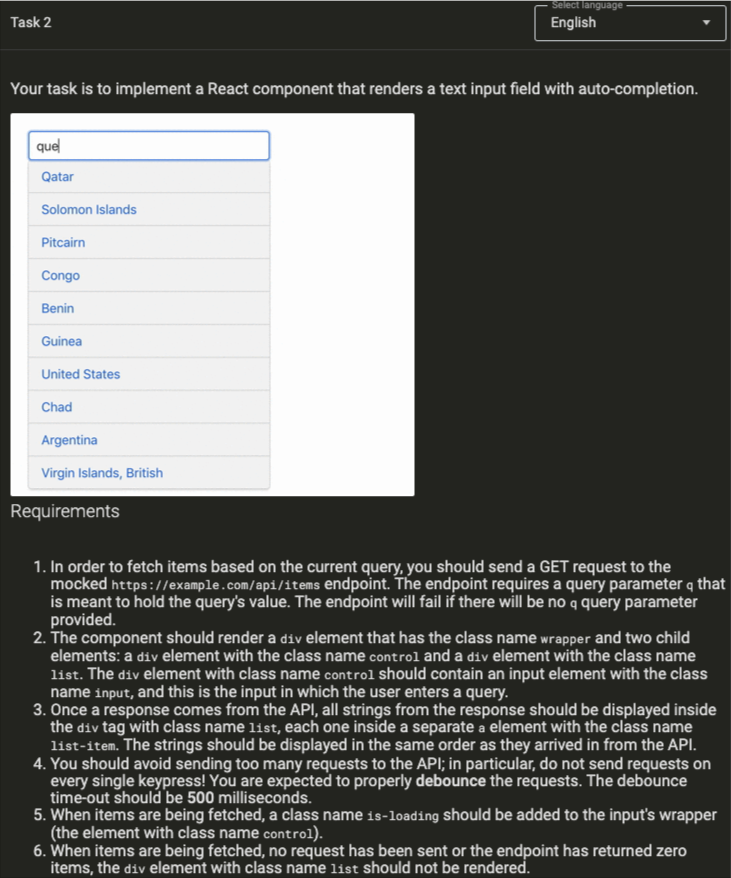 Task 2
Select language
English
Your task is to implement a React component that renders a text input field with auto-completion.
que
Qatar
Solomon Islands
Pitcairn
Congo
Benin
Guinea
United States
Chad
Argentina
Virgin Islands, British
Requirements
1. In order to fetch items based on the current query, you should send a GET request to the
mocked https://example.com/api/items endpoint. The endpoint requires a query parameter q that
is meant to hold the query's value. The endpoint will fail if there will be no q query parameter
provided.
2. The component should render a div element that has the class name wrapper and two child
elements: a div element with the class name control and a div element with the class name
list. The div element with class name control should contain an input element with the class
name input, and this is the input in which the user enters a query.
3. Once a response comes from the API, all strings from the response should be displayed inside
the div tag with class name list, each one inside a separate a element with the class name
list-item. The strings should be displayed in the same order as they arrived in from the API.
4. You should avoid sending too many requests to the API; in particular, do not send requests on
every single keypress! You are expected to properly debounce the requests. The debounce
time-out should be 500 milliseconds.
5. When items are being fetched, a class name is-loading should be added to the input's wrapper
(the element with class name control).
6. When items are being fetched, no request has been sent or the endpoint has returned zero
items, the div element with class name list should not be rendered.